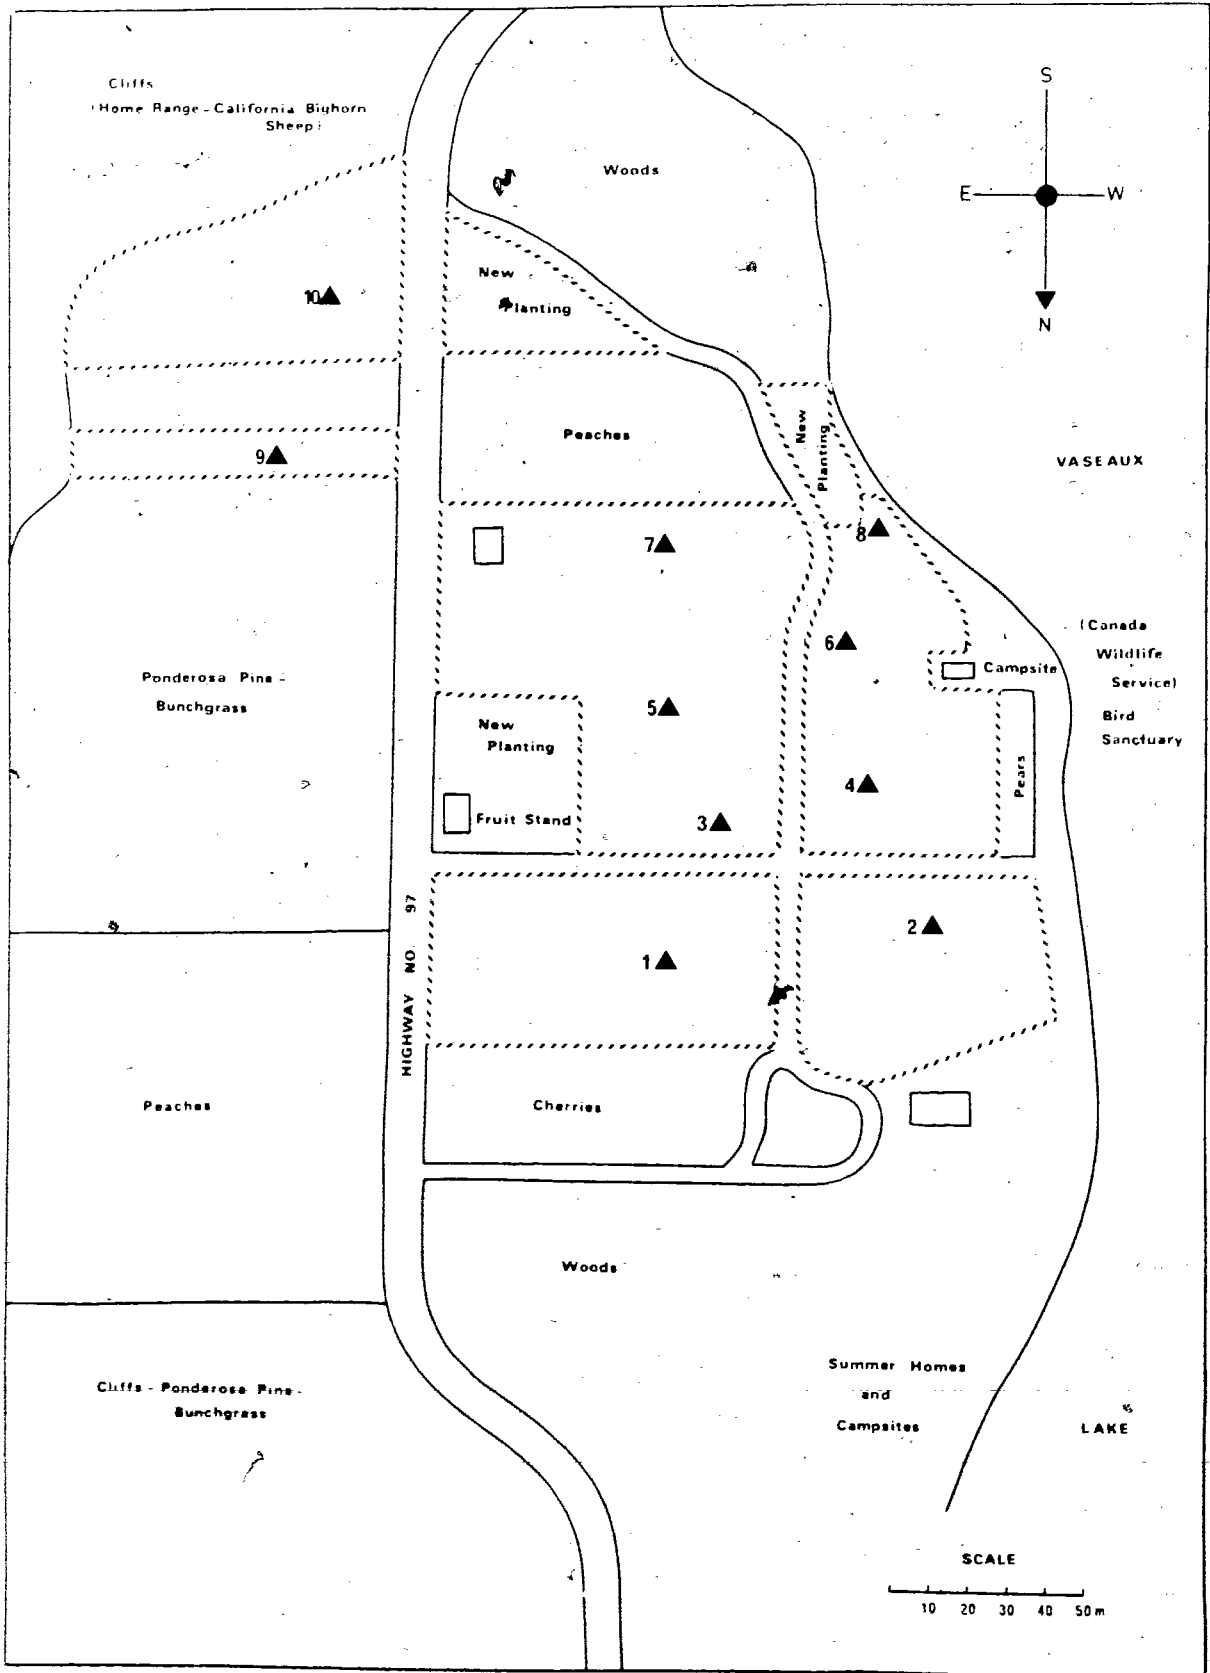 S
Cliffs
(Home Range - California Bighorn
Sheep)
Woods
E
W
N
10
New
Planting
9
Peaches
New
Planting
VASEAUX
7
8
6
(Canada
Wildlife
Service)
Bird
Sanctuary
Campsite
Ponderosa Pine -
Bunchgrass
5
New
Planting
Pears
4
Fruit Stand
3
HIGHWAY NO. 97
2
1
Peaches
Cherries
Woods
Summer Homes
and
Campsites
Cliffs - Ponderosa Pine -
Bunchgrass
LAKE
SCALE
10 20 30 40 50 m